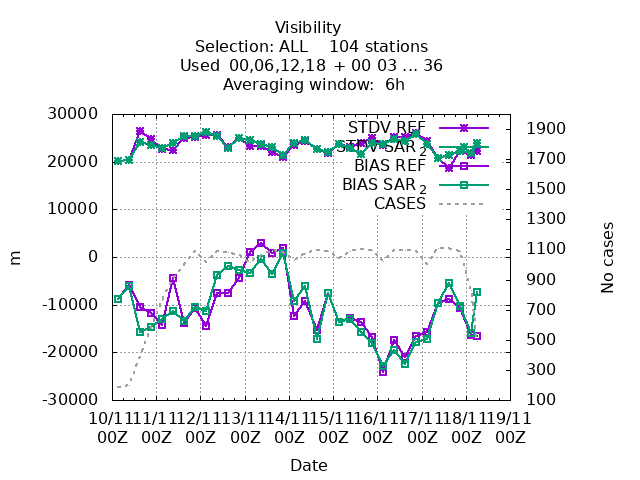 Visibility
Selection: ALL    104 stations
Used  00,06,12,18 + 00 03 ... 36
Averaging window:  6h
30000
20000
10000
0
-10000
-20000
-30000
m
STDV REF
STDV SAR 2
BIAS REF
BIAS SAR 2
CASES
1900
1700
1500
1300
1100
900
700
500
300
100
No cases
10/11 11/11 12/11 13/11 14/11 15/11 16/11 17/11 18/11 19/11
00Z 00Z 00Z 00Z 00Z 00Z 00Z 00Z 00Z 00Z
Date